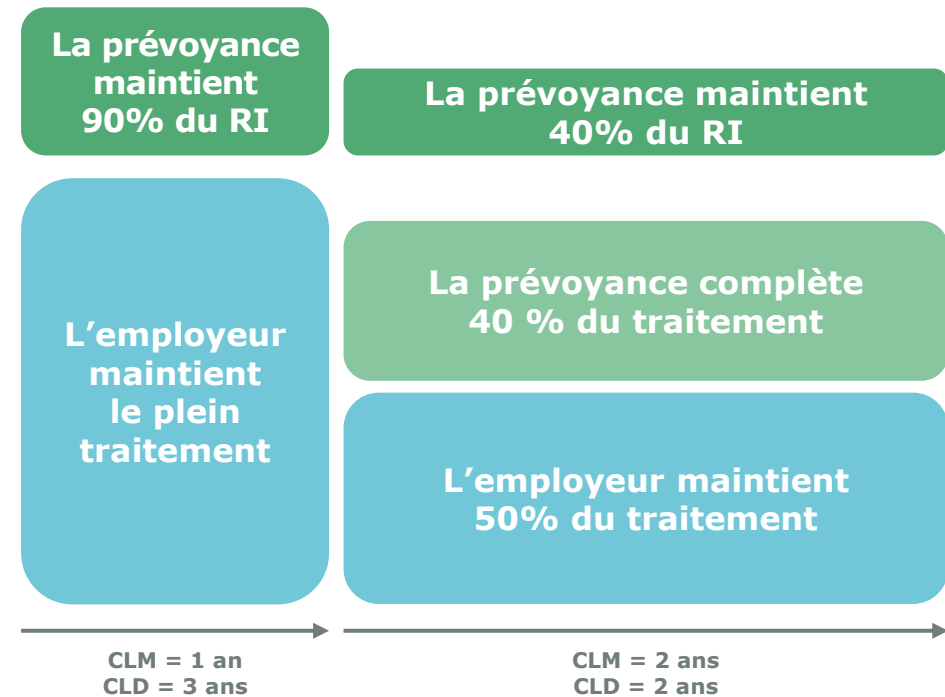 La prévoyance
maintient
90% du RI
La prévoyance maintient
40% du RI
L’employeur
maintient
le plein
traitement
La prévoyance complète
40 % du traitement
L’employeur maintient
50% du traitement
CLM = 1 an
CLD = 3 ans
CLM = 2 ans
CLD = 2 ans